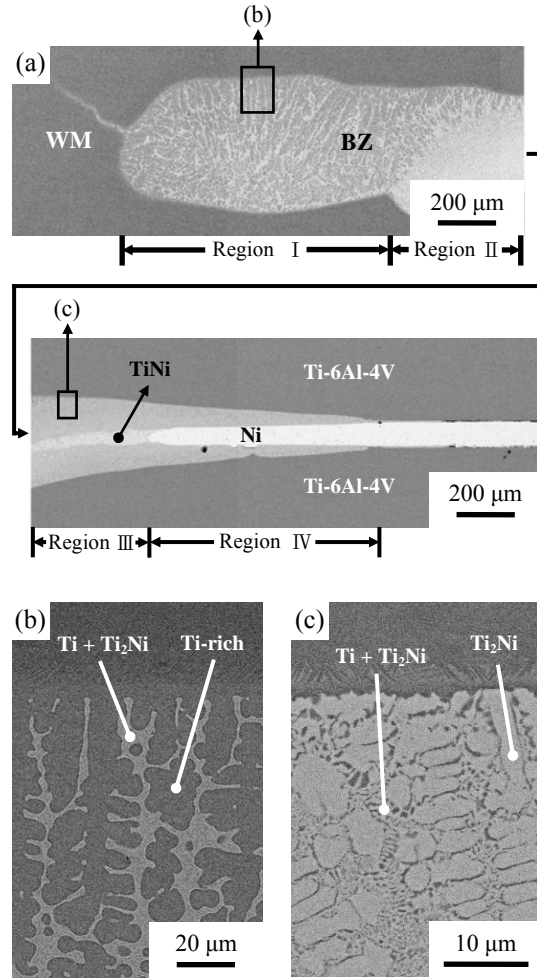 (b)
(a)
WM
BZ
200 μm
Region Ⅰ
Region Ⅱ
(c)
TiNi
Ti-6Al-4V
Ni
Ti-6Al-4V
200 μm
Region Ⅲ
Region Ⅳ
(b)
Ti + Ti₂Ni
Ti-rich
20 μm
(c)
Ti + Ti₂Ni
Ti₂Ni
10 μm